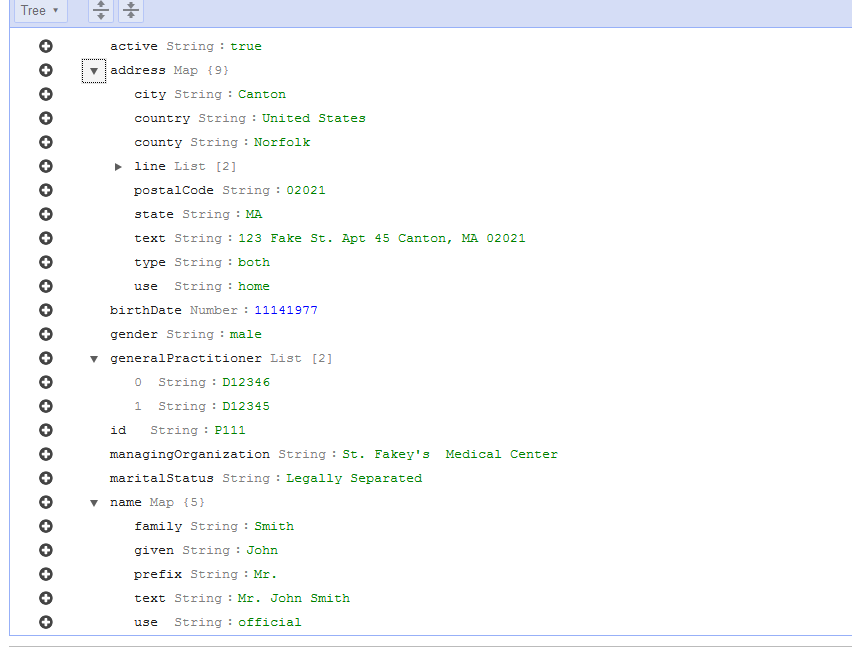 Tree
active String : true
address Map {9}
city String : Canton
country String : United States
county String : Norfolk
line List [2]
postalCode String : 02021
state String : MA
text String : 123 Fake St. Apt 45 Canton, MA 02021
type String : both
use String : home
birthDate Number : 11141977
gender String : male
generalPractitioner List [2]
0 String : D12346
1 String : D12345
id String : P111
managingOrganization String : St. Fakey's  Medical Center
maritalStatus String : Legally Separated
name Map {5}
family String : Smith
given String : John
prefix String : Mr.
text String : Mr. John Smith
use String : official